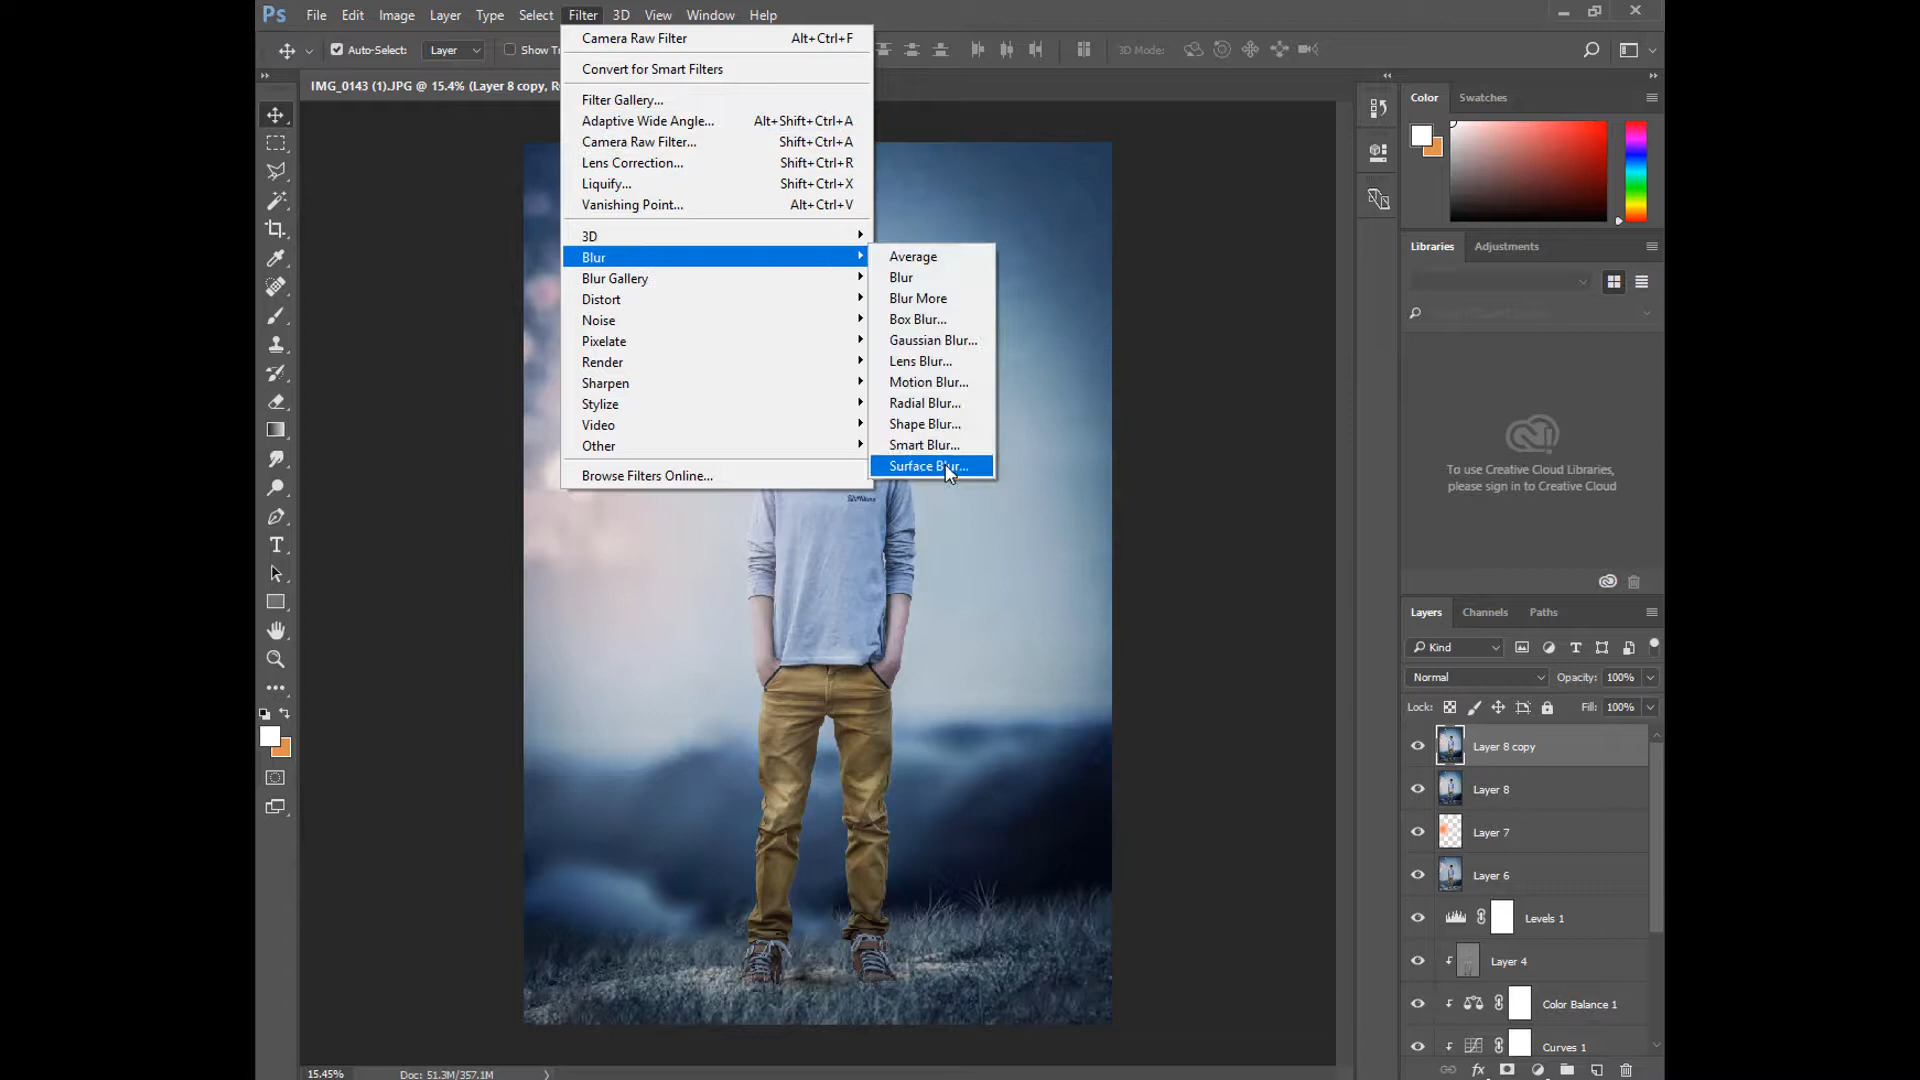 Ps File Edit Image Layer Type Select Filter 3D View Window Help
Auto-Select: Layer Show 3D Mode:
IMG_0143 (1).JPG @ 15.4% (Layer 8 copy,
Camera Raw Filter Alt+Ctrl+F
Convert for Smart Filters
Filter Gallery...
Adaptive Wide Angle... Alt+Shift+Ctrl+A
Camera Raw Filter... Shift+Ctrl+A
Lens Correction... Shift+Ctrl+R
Liquify... Shift+Ctrl+X
Vanishing Point... Alt+Ctrl+V
3D
Blur
Blur Gallery
Distort
Noise
Pixelate
Render
Sharpen
Stylize
Video
Other
Browse Filters Online...
Average
Blur
Blur More
Box Blur...
Gaussian Blur...
Lens Blur...
Motion Blur...
Radial Blur...
Shape Blur...
Smart Blur...
Surface Blur...
Color Swatches
Libraries Adjustments
To use Creative Cloud Libraries,
please sign in to Creative Cloud
Layers Channels Paths
Kind
Normal Opacity: 100%
Lock: Fill: 100%
Layer 8 copy
Layer 8
Layer 7
Layer 6
Levels 1
Layer 4
Color Balance 1
Curves 1
fx
15.45% Doc: 51.3M/357.1M